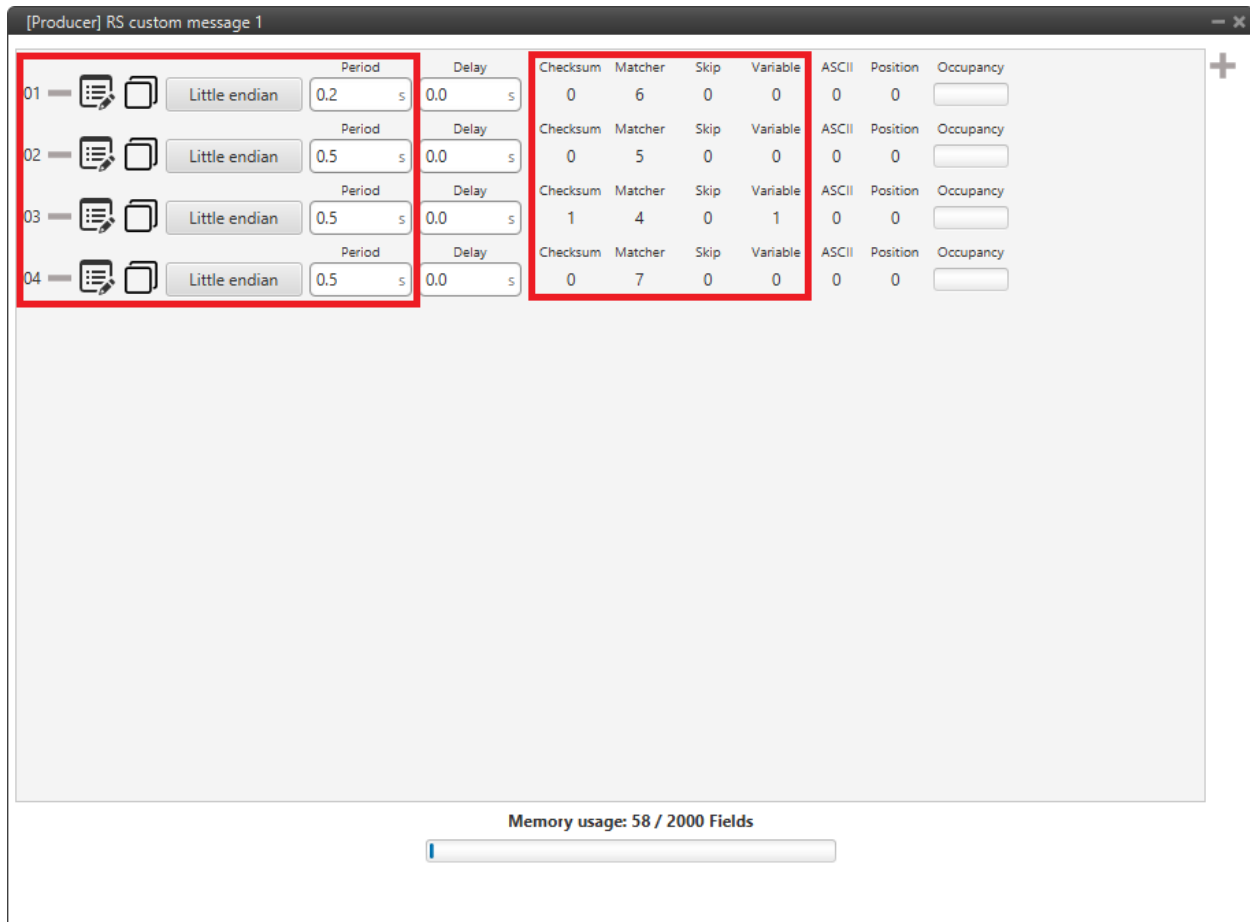 [Producer] RS custom message 1
Period Delay Checksum Matcher Skip Variable ASCII Position Occupancy
01 Little endian 0.2 s 0.0 s 0 6 0 0 0 0
Period Delay Checksum Matcher Skip Variable ASCII Position Occupancy
02 Little endian 0.5 s 0.0 s 0 5 0 0 0 0
Period Delay Checksum Matcher Skip Variable ASCII Position Occupancy
03 Little endian 0.5 s 0.0 s 1 4 0 1 0 0
Period Delay Checksum Matcher Skip Variable ASCII Position Occupancy
04 Little endian 0.5 s 0.0 s 0 7 0 0 0 0
Memory usage: 58 / 2000 Fields